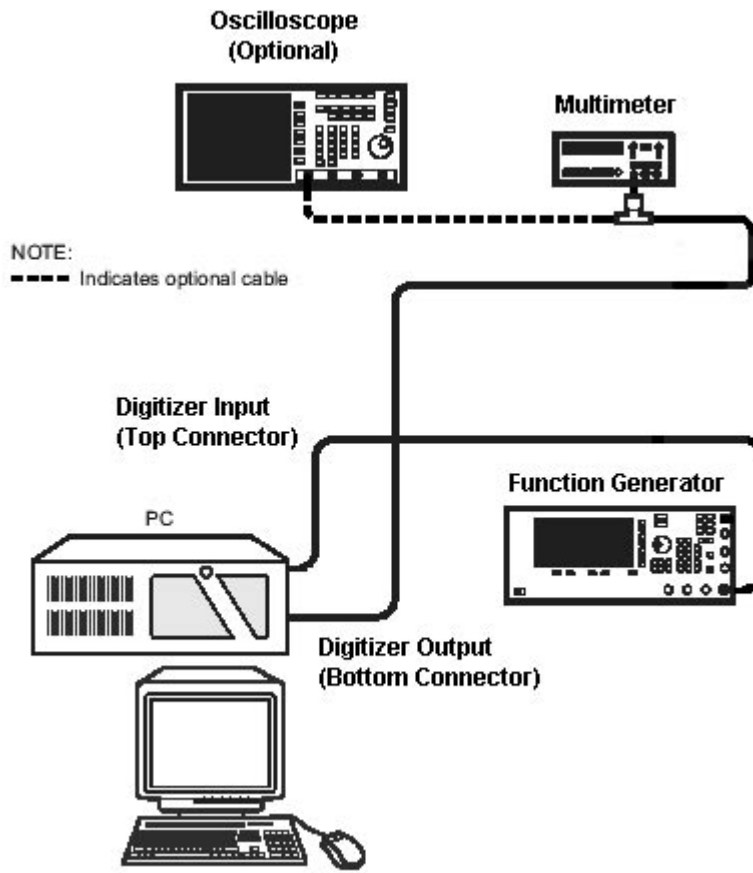 Oscilloscope
(Optional)
Multimeter
NOTE:
Indicates optional cable
Digitizer Input
(Top Connector)
Function Generator
PC
Digitizer Output
(Bottom Connector)